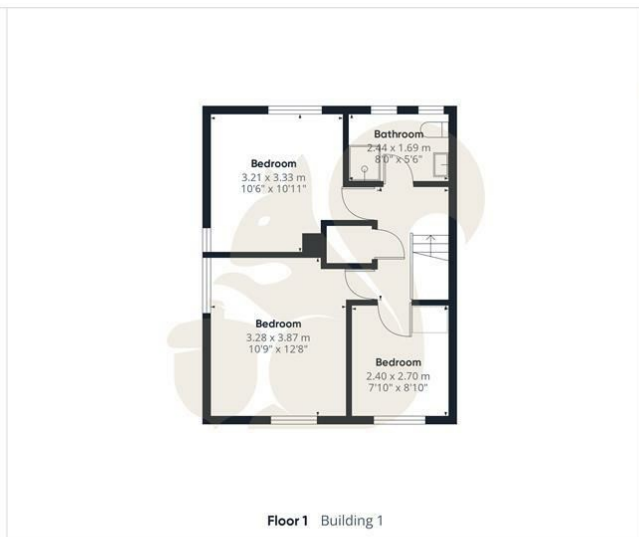 Bathroom
2.44 x 1.69 m
8'0" x 5'6"
Bedroom
3.21 x 3.33 m
10'6" x 10'11"
Bedroom
3.28 x 3.87 m
10'9" x 12'8"
Bedroom
2.40 x 2.70 m
7'10" x 8'10"
Floor 1 Building 1